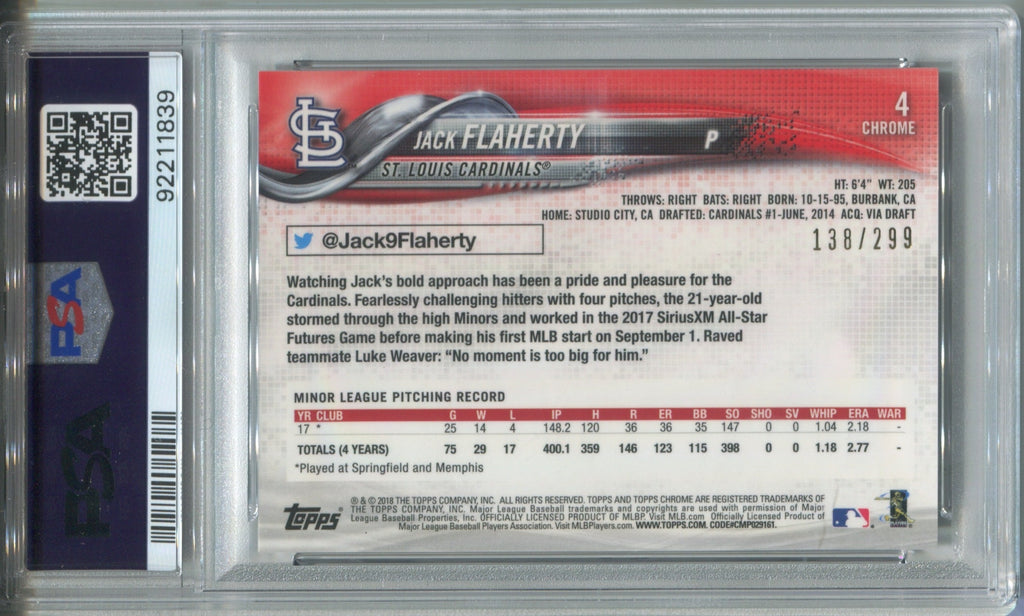 92211839
PSA
PSA
4
CHROME
JACK FLAHERTY
P
ST. LOUIS CARDINALS®
HT: 6'4" WT: 205
THROWS: RIGHT BATS: RIGHT BORN: 10-15-95, BURBANK, CA
HOME: STUDIO CITY, CA DRAFTED: CARDINALS #1-JUNE, 2014 ACQ: VIA DRAFT
@Jack9Flaherty
138/299
Watching Jack's bold approach has been a pride and pleasure for the
Cardinals. Fearlessly challenging hitters with four pitches, the 21-year-old
stormed through the high Minors and worked in the 2017 SiriusXM All-Star
Futures Game before making his first MLB start on September 1. Raved
teammate Luke Weaver: “No moment is too big for him.”
MINOR LEAGUE PITCHING RECORD
YR CLUB G W L IP H R ER BB SO SHO SV WHIP ERA WAR
17 * 25 14 4 148.2 120 36 36 35 147 0 0 1.04 2.18 -
TOTALS (4 YEARS) 75 29 17 400.1 359 146 123 115 398 0 0 1.18 2.77 -
*Played at Springfield and Memphis
Topps
® & © 2018 THE TOPPS COMPANY, INC. ALL RIGHTS RESERVED. TOPPS AND TOPPS CHROME ARE REGISTERED TRADEMARKS OF
THE TOPPS COMPANY, INC. Major League Baseball trademarks and copyrights are used with permission of Major
League Baseball Properties, Inc. OFFICIALLY LICENSED PRODUCT OF MLBP. Visit MLB.com. Officially Licensed Product of
Major League Baseball Players Association. Visit MLBPlayers.com. WWW.TOPPS.COM. CODE#CMP029161.